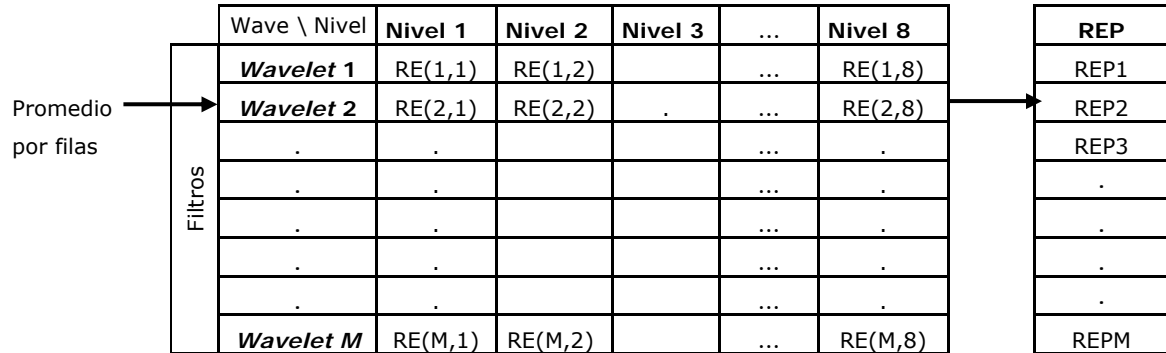 Wave \ Nivel Nivel 1 Nivel 2 Nivel 3 ... Nivel 8 REP
Wavelet 1 RE(1,1) RE(1,2) ... RE(1,8) REP1
Promedio Wavelet 2 RE(2,1) RE(2,2) . ... RE(2,8) REP2
por filas . . ... . REP3
Filtros . . ... . .
. . ... . .
. . ... . .
. . ... . .
Wavelet M RE(M,1) RE(M,2) ... RE(M,8) REPM